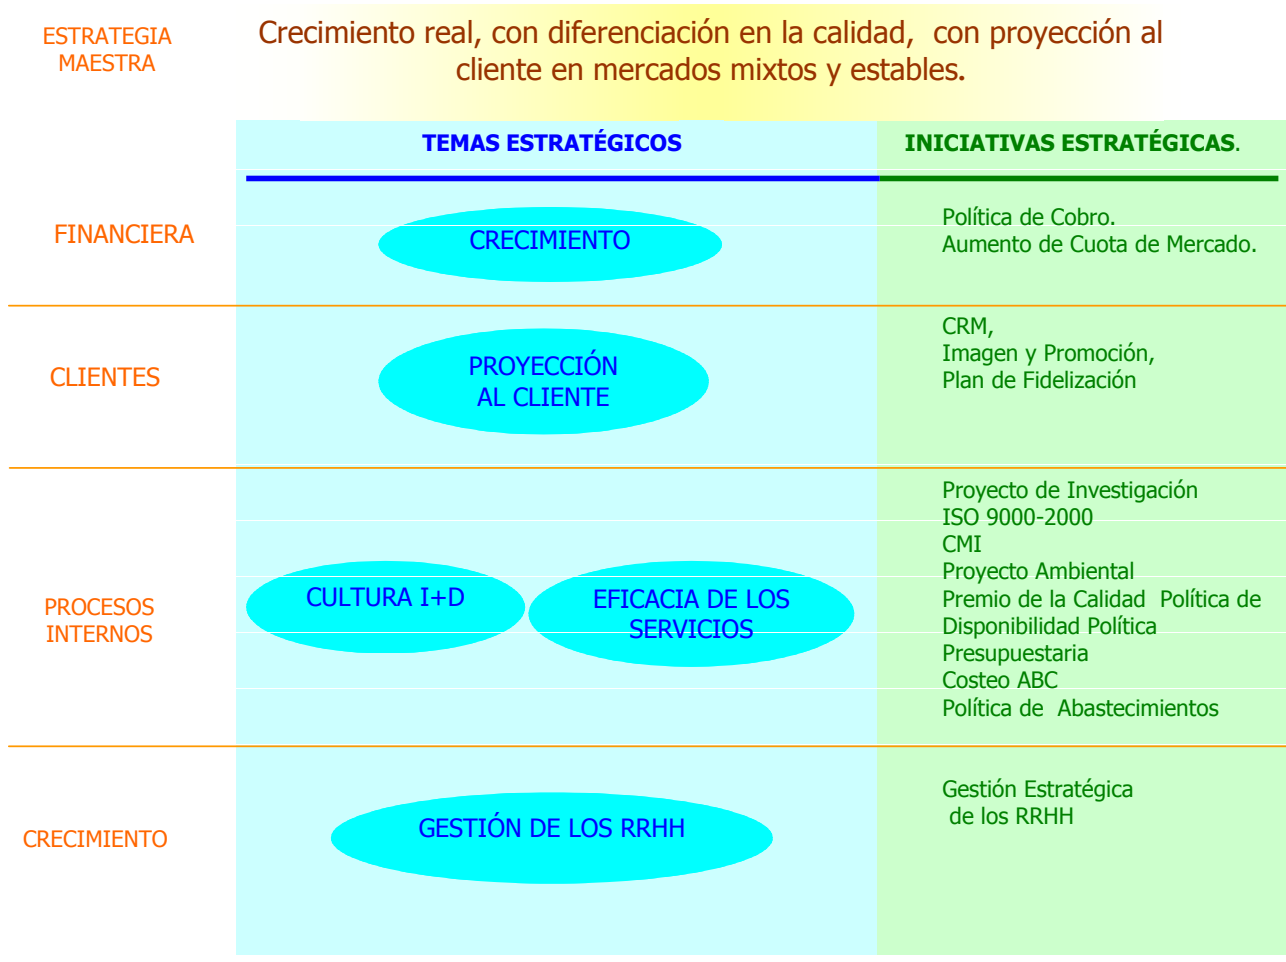 ESTRATEGIA
MAESTRA
Crecimiento real, con diferenciación en la calidad, con proyección al
cliente en mercados mixtos y estables.
TEMAS ESTRATÉGICOS
INICIATIVAS ESTRATÉGICAS.
FINANCIERA
CRECIMIENTO
Política de Cobro.
Aumento de Cuota de Mercado.
CLIENTES
PROYECCIÓN
AL CLIENTE
CRM,
Imagen y Promoción,
Plan de Fidelización
PROCESOS
INTERNOS
CULTURA I+D
EFICACIA DE LOS
SERVICIOS
Proyecto de Investigación
ISO 9000-2000
CMI
Proyecto Ambiental
Premio de la Calidad Política de
Disponibilidad Política
Presupuestaria
Costeo ABC
Política de Abastecimientos
CRECIMIENTO
GESTIÓN DE LOS RRHH
Gestión Estratégica
de los RRHH